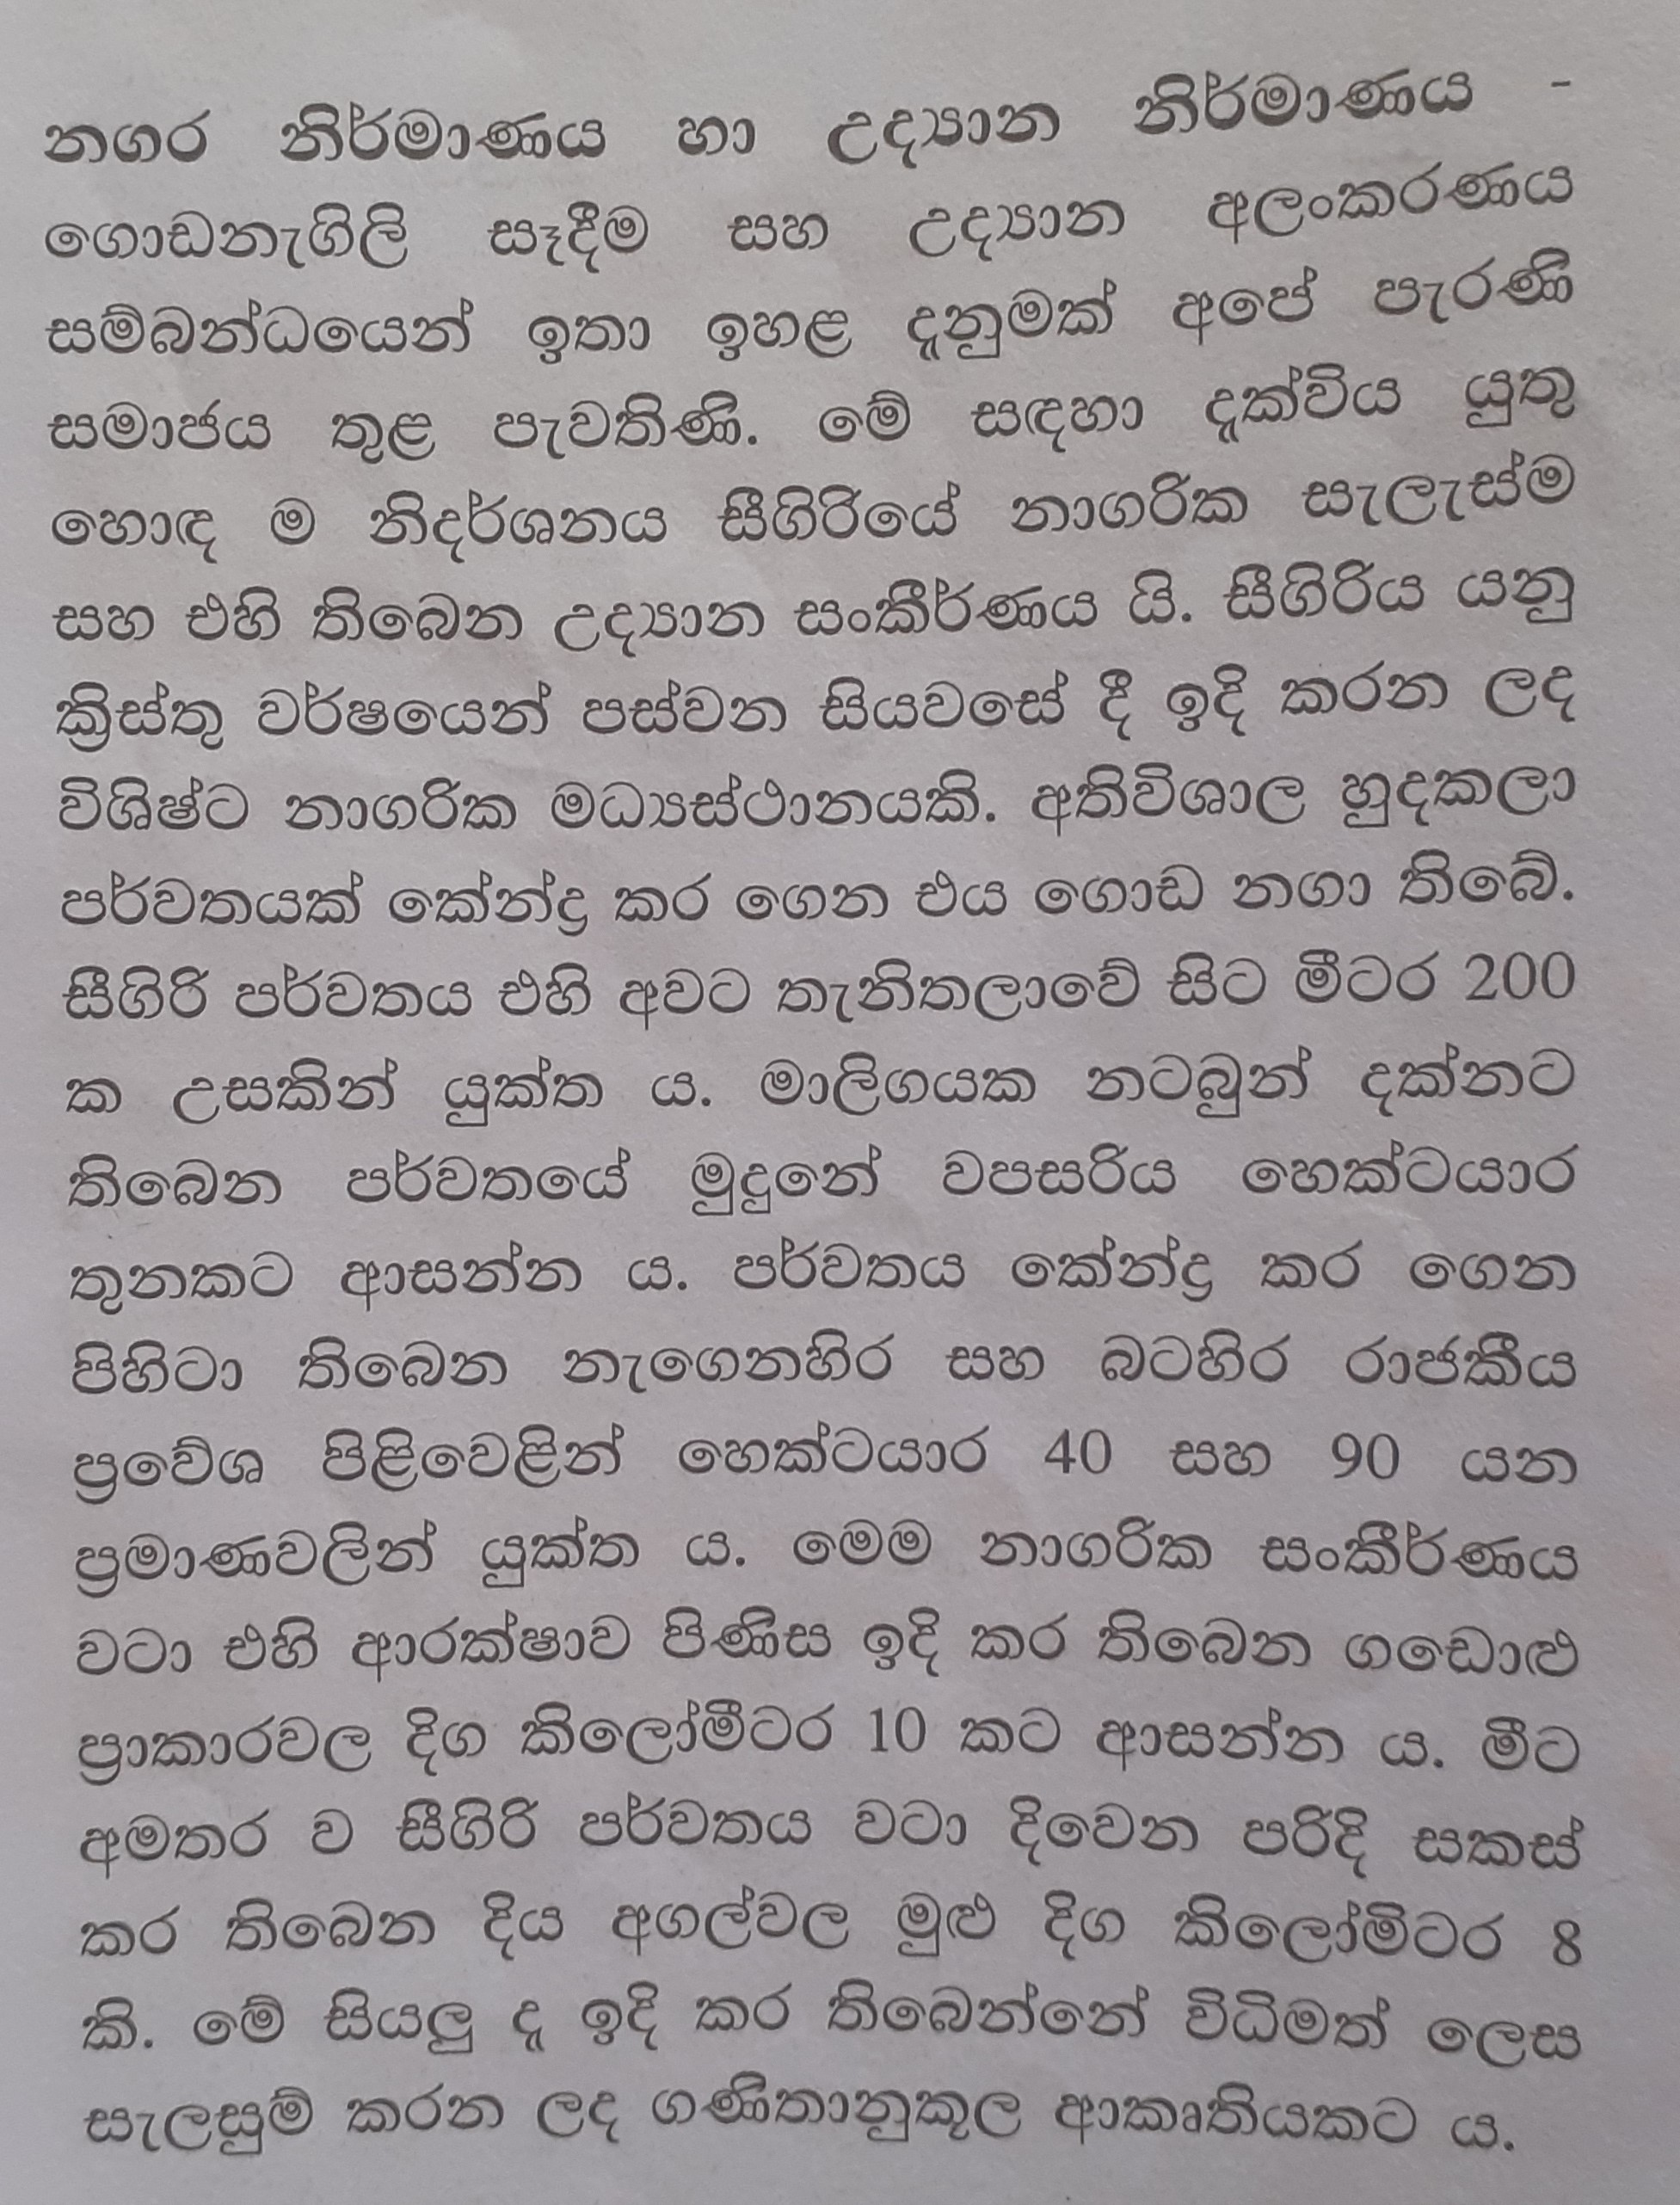 නගර නිර්මාණය හා උද්‍යාන නිර්මාණය -
ගොඩනැගිලි සෑදීම සහ උද්‍යාන අලංකරණය
සම්බන්ධයෙන් ඉතා ඉහළ දැනුමක් අපේ පැරණි
සමාජය තුළ පැවතිණි. මේ සඳහා දැක්විය යුතු
හොඳ ම නිදර්ශනය සීගිරියේ නාගරික සැලැස්ම
සහ එහි තිබෙන උද්‍යාන සංකීර්ණය යි. සීගිරිය යනු
ක්‍රිස්තු වර්ෂයෙන් පස්වන සියවසේ දී ඉදි කරන ලද
විශිෂ්ට නාගරික මධ්‍යස්ථානයකි. අතිවිශාල හුදකලා
පර්වතයක් කේන්ද්‍ර කර ගෙන එය ගොඩ නගා තිබේ.
සීගිරි පර්වතය එහි අවට තැනිතලාවේ සිට මීටර 200
ක උසකින් යුක්ත ය. මාලිගයක නටබුන් දක්නට
තිබෙන පර්වතයේ මුදුනේ වපසරිය හෙක්ටයාර
තුනකට ආසන්න ය. පර්වතය කේන්ද්‍ර කර ගෙන
පිහිටා තිබෙන නැගෙනහිර සහ බටහිර රාජකීය
ප්‍රවේශ පිළිවෙළින් හෙක්ටයාර 40 සහ 90 යන
ප්‍රමාණවලින් යුක්ත ය. මෙම නාගරික සංකීර්ණය
වටා එහි ආරක්ෂාව පිණිස ඉදි කර තිබෙන ගඩොළු
ප්‍රාකාරවල දිග කිලෝමීටර 10 කට ආසන්න ය. මීට
අමතර ව සීගිරි පර්වතය වටා දිවෙන පරිදි සකස්
කර තිබෙන දිය අගල්වල මුළු දිග කිලෝමිටර 8
කි. මේ සියලු දෑ ඉදි කර තිබෙන්නේ විධිමත් ලෙස
සැලසුම් කරන ලද ගණිතානුකූල ආකෘතියකට ය.